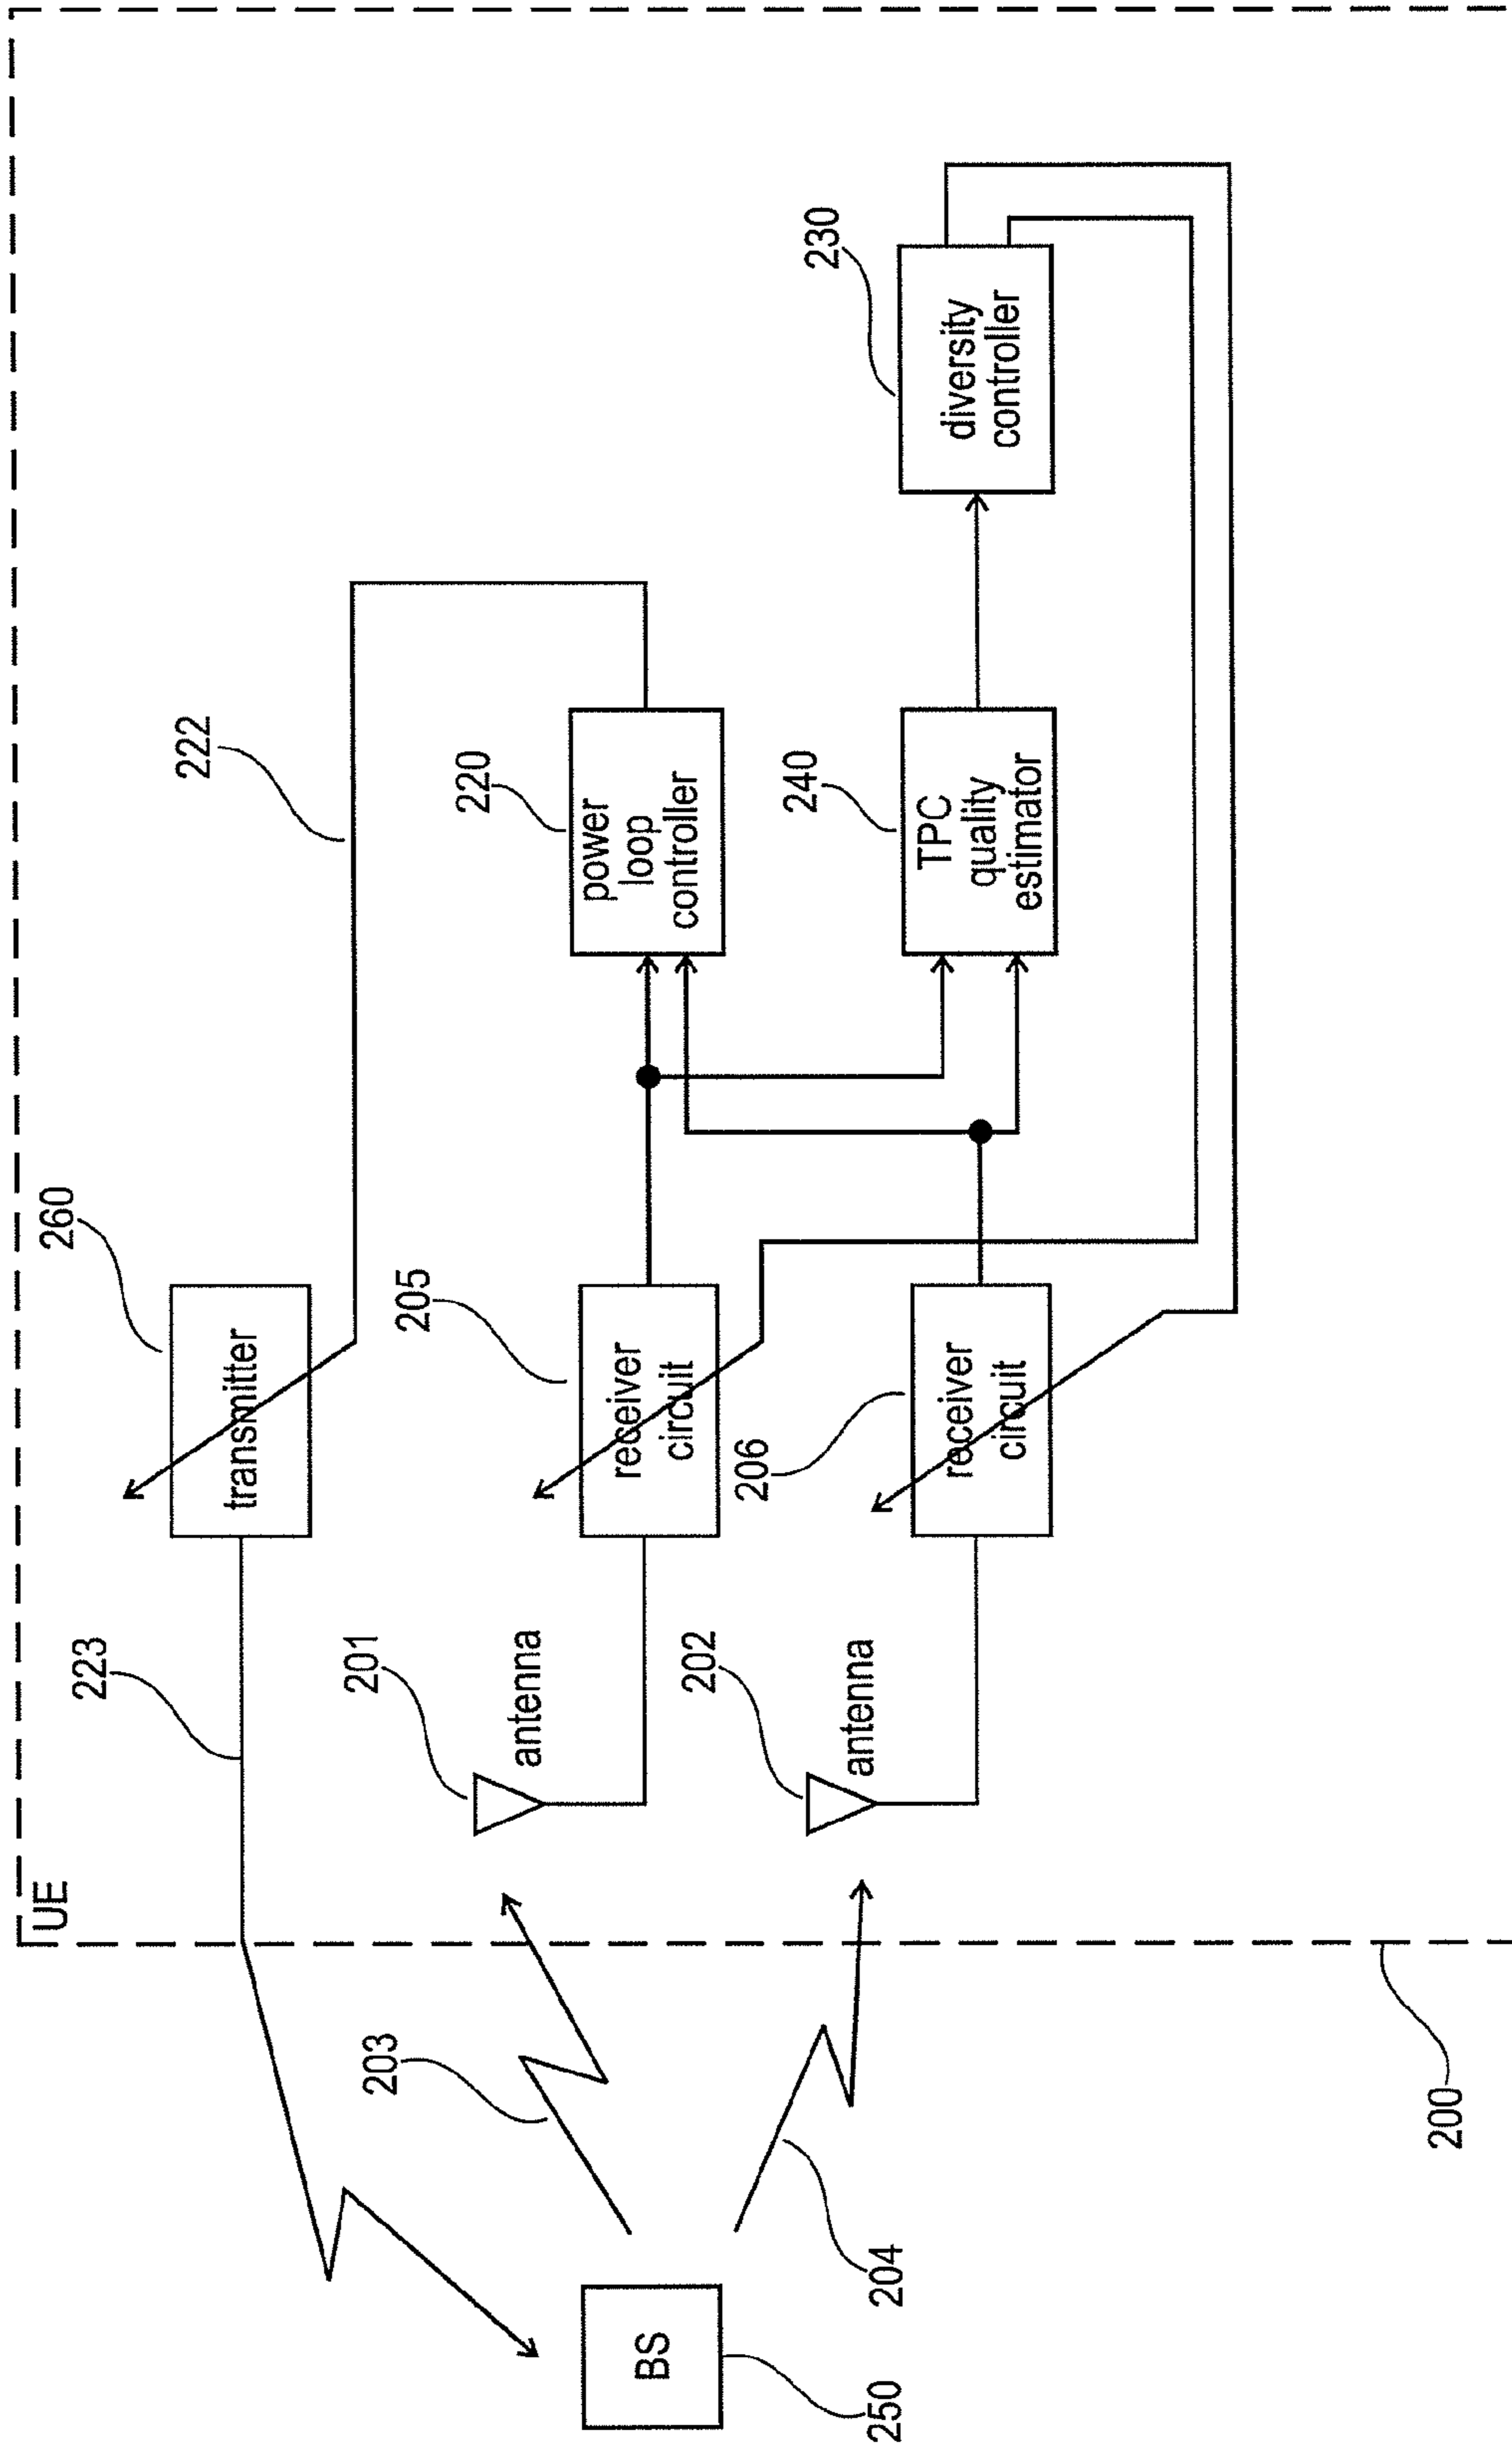 UE
260
transmitter
222
223
205
receiver
circuit
220
power
loop
controller
201
antenna
206
receiver
circuit
240
TPC
quality
estimator
230
diversity
controller
202
antenna
203
204
BS
250
200